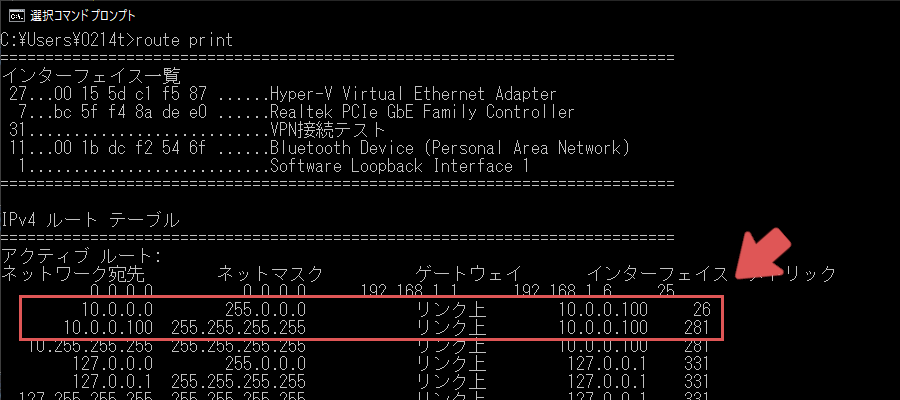 選択コマンドプロンプト
C:¥Users¥0214t>route print
===========================================================================
インターフェイス一覧
27...00 15 5d c1 f5 87 ......Hyper-V Virtual Ethernet Adapter
7...bc 5f f4 8a de e0 ......Realtek PCIe GbE Family Controller
31...........................VPN接続テスト
11...00 1b dc f2 54 6f ......Bluetooth Device (Personal Area Network)
1...........................Software Loopback Interface 1
===========================================================================
IPv4 ルート テーブル
===========================================================================
アクティブ ルート:
ネットワーク宛先 ネットマスク ゲートウェイ インターフェイス メトリック
0.0.0.0 0.0.0.0 192.168.1.1 192.168.1.6 25
10.0.0.0 255.0.0.0 リンク上 10.0.0.100 26
10.0.0.100 255.255.255.255 リンク上 10.0.0.100 281
10.255.255.255 255.255.255.255 リンク上 10.0.0.100 281
127.0.0.0 255.0.0.0 リンク上 127.0.0.1 331
127.0.0.1 255.255.255.255 リンク上 127.0.0.1 331
127.255.255.255 255.255.255.255 リンク上 127.0.0.1 331